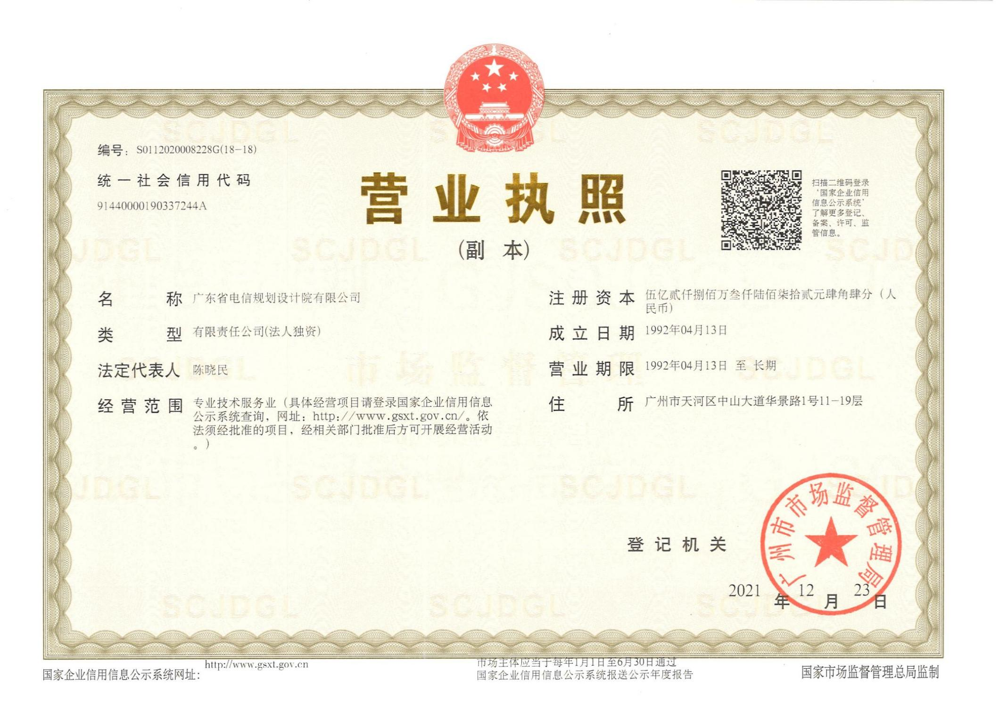 编号：S0112020008228G(18-18)
统一社会信用代码
91440000190337244A
营业执照
(副 本)
扫描二维码登录
‘国家企业信用
信息公示系统’
了解更多登记、
备案、许可、监
管信息。
名称 广东省电信规划设计院有限公司
类型 有限责任公司(法人独资)
法定代表人 陈晓民
经营范围 专业技术服务业（具体经营项目请登录国家企业信用信息
公示系统查询，网址：http://www.gsxt.gov.cn/。依
法须经批准的项目，经相关部门批准后方可开展经营活动
。）
注册资本 伍亿贰仟捌佰万叁仟陆佰柒拾贰元肆角肆分（人
民币）
成立日期 1992年04月13日
营业期限 1992年04月13日 至 长期
住所 广州市天河区中山大道华景路1号11-19层
登记机关
广州市市场监督管理局
2021 年 12 月 23 日
国家企业信用信息公示系统网址：http://www.gsxt.gov.cn
市场主体应当于每年1月1日至6月30日通过
国家企业信用信息公示系统报送公示年度报告
国家市场监督管理总局监制
SCJDGL
市场监督管理